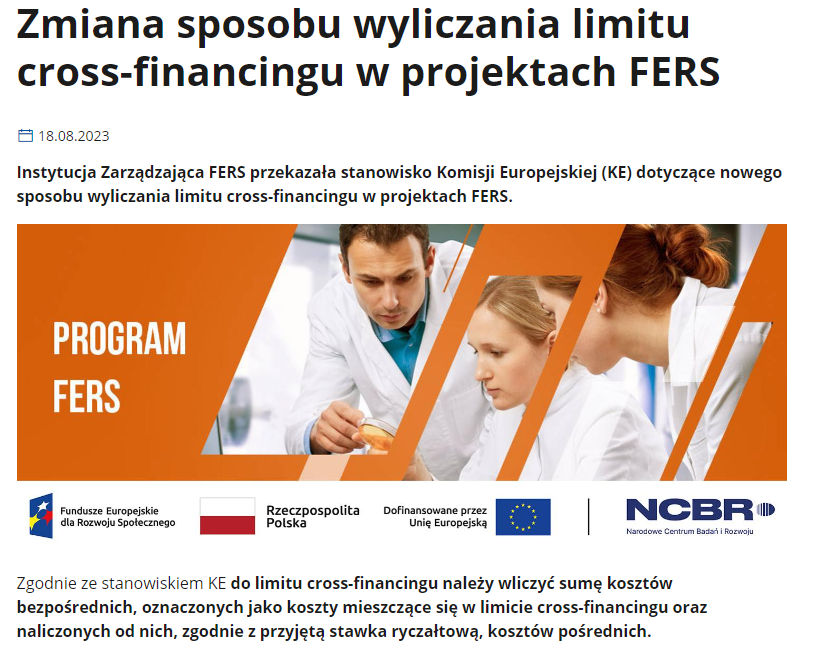 Zmiana sposobu wyliczania limitu
cross-financingu w projektach FERS
18.08.2023
Instytucja Zarządzająca FERS przekazała stanowisko Komisji Europejskiej (KE) dotyczące nowego
sposobu wyliczania limitu cross-financingu w projektach FERS.
PROGRAM
FERS
Fundusze Europejskie
dla Rozwoju Społecznego
Rzeczpospolita
Polska
Dofinansowane przez
Unię Europejską
NCBR
Narodowe Centrum Badań i Rozwoju
Zgodnie ze stanowiskiem KE do limitu cross-financingu należy wliczyć sumę kosztów
bezpośrednich, oznaczonych jako koszty mieszczące się w limicie cross-financingu oraz
naliczonych od nich, zgodnie z przyjętą stawka ryczałtową, kosztów pośrednich.